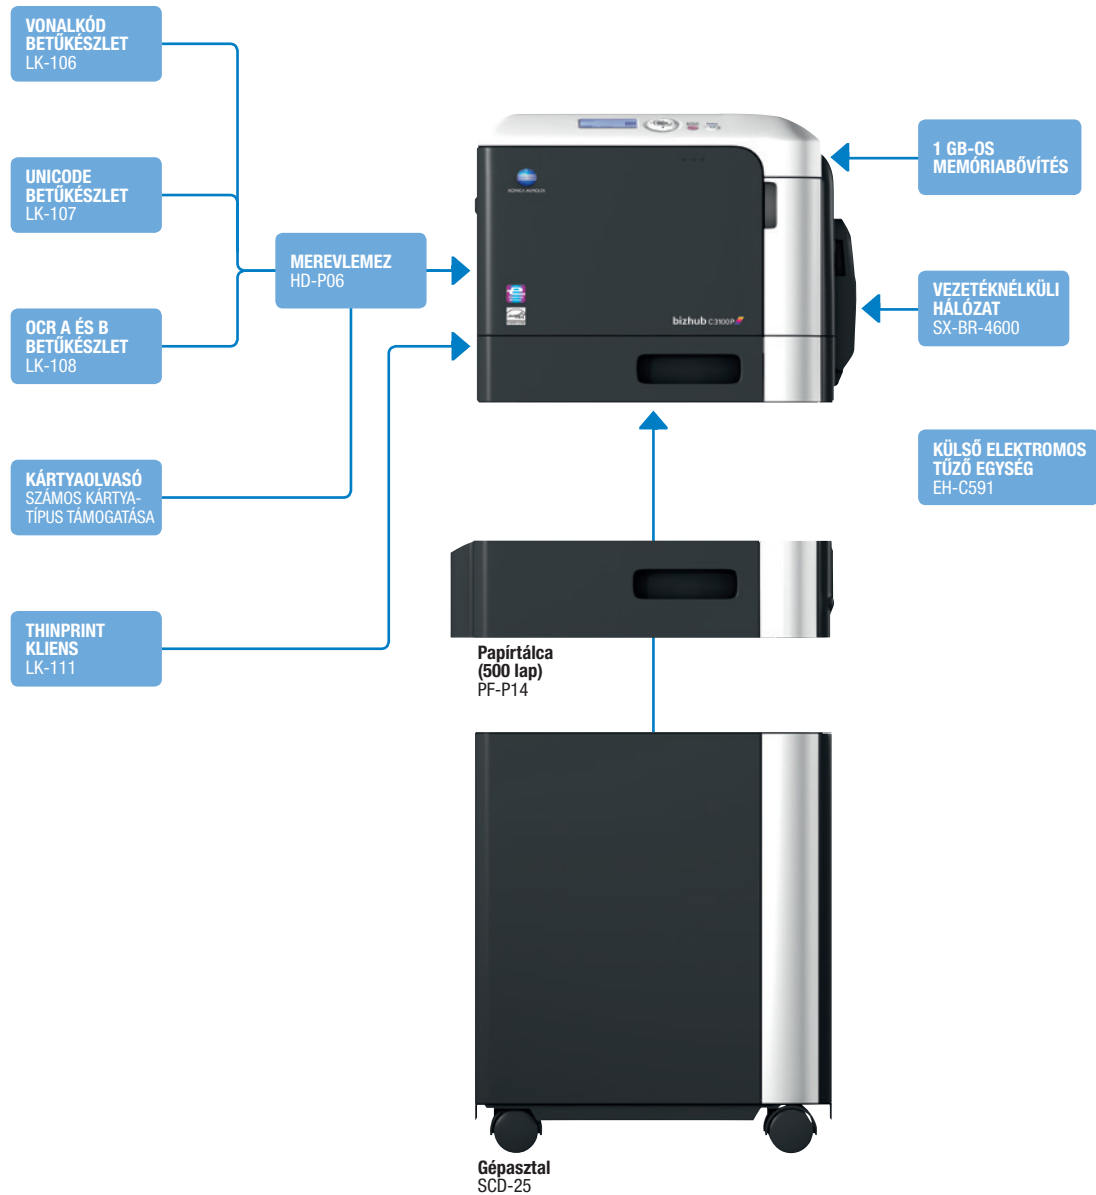 VONALKÓD
BETŰKÉSZLET
LK-106
UNICODE
BETŰKÉSZLET
LK-107
OCR A ÉS B
BETŰKÉSZLET
LK-108
KÁRTYAOLVASÓ
SZÁMOS KÁRTYA-
TÍPUS TÁMOGATÁSA
THINPRINT
KLIENS
LK-111
MEREVLEMEZ
HD-P06
KONICA MINOLTA
bizhub C3100P
1 GB-OS
MEMÓRIABŐVÍTÉS
VEZETÉKNÉLKÜLI
HÁLÓZAT
SX-BR-4600
KÜLSŐ ELEKTROMOS
TŰZŐ EGYSÉG
EH-C591
Papírtálca
(500 lap)
PF-P14
Gépasztal
SCD-25